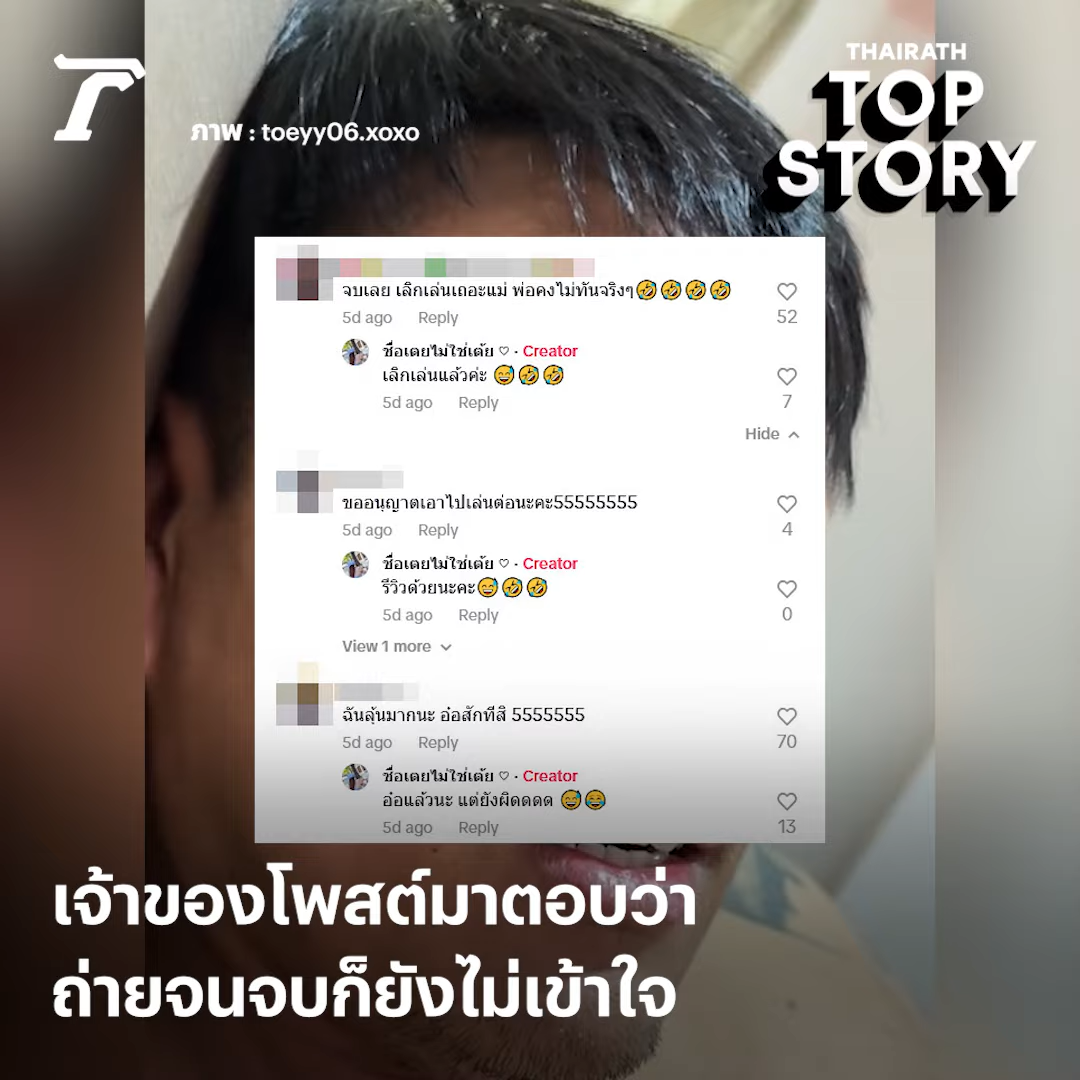 ภาพ : toeyy06.xoxo
THAIRATH
TOP
STORY
จบเลย เลิกเล่นเถอะแม่ พ่อคงไม่ทันจริงๆ🤣🤣🤣🤣
52
5d ago Reply
ชื่อเตยไม่ใช่เต้ย ♡ · Creator
เลิกเล่นแล้วค่ะ 😅🤣🤣
7
5d ago Reply
Hide
ขออนุญาตเอาไปเล่นต่อนะคะ55555555
4
5d ago Reply
ชื่อเตยไม่ใช่เต้ย ♡ · Creator
รีวิวด้วยนะคะ😅🤣🤣
0
5d ago Reply
View 1 more
ฉันลุ้นมากนะ อ๋อสักทีสิ 5555555
70
5d ago Reply
ชื่อเตยไม่ใช่เต้ย ♡ · Creator
อ๋อแล้วนะ แต่ยังผิดดดด 😅😂
13
5d ago Reply
เจ้าของโพสต์มาตอบว่า
ถ่ายจนจบก็ยังไม่เข้าใจ